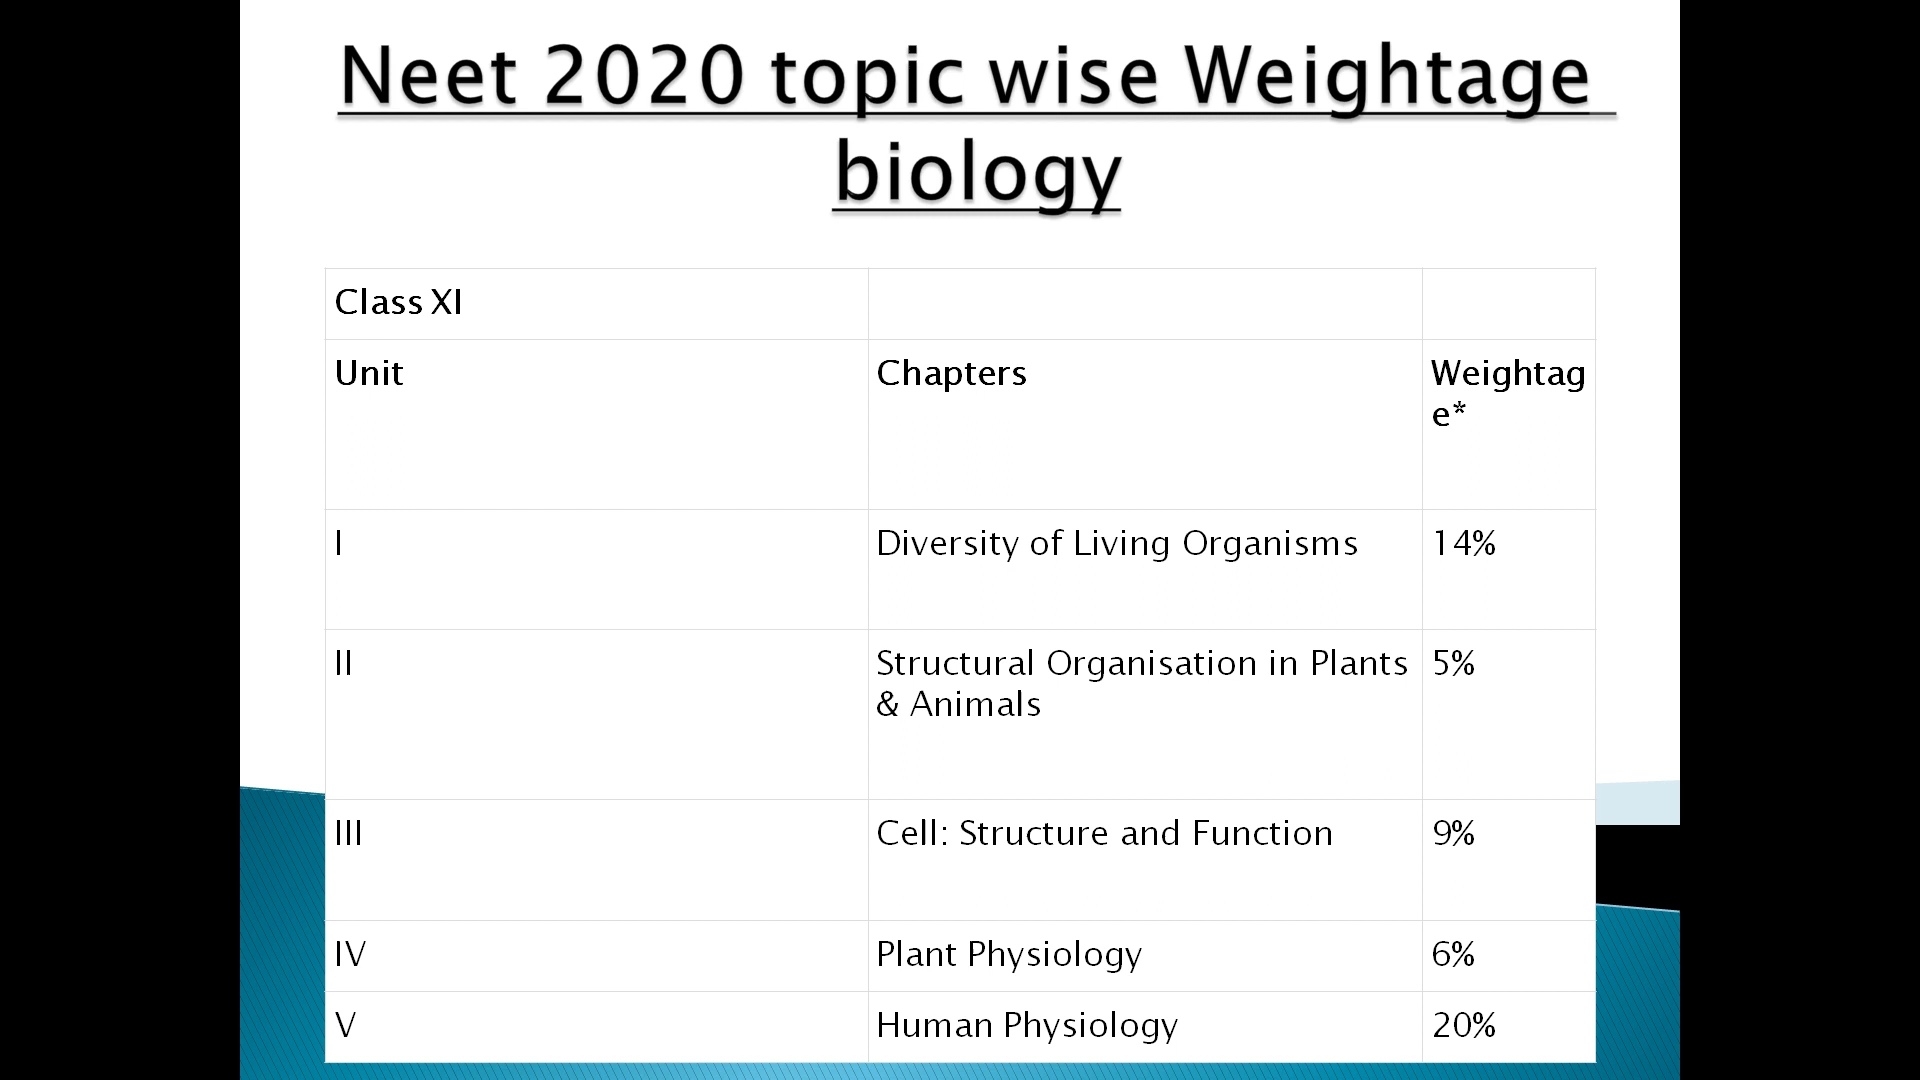 Neet 2020 topic wise Weightage
biology
Class XI
Unit
Chapters
Weightag
e*
I
Diversity of Living Organisms
14%
II
Structural Organisation in Plants
& Animals
5%
III
Cell: Structure and Function
9%
IV
Plant Physiology
6%
V
Human Physiology
20%